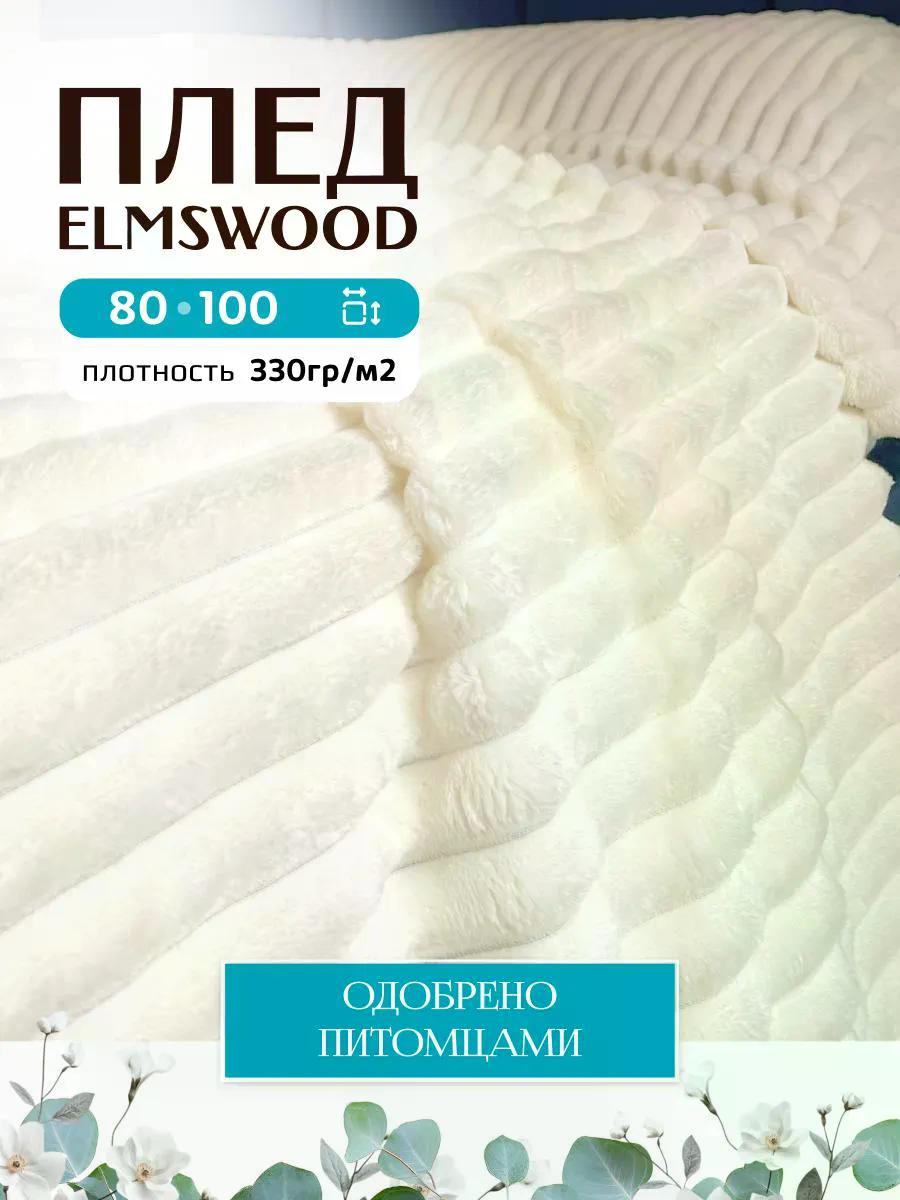 ПЛЕД
ELMSWOOD
80•100
плотность 330гр/м2
ОДОБРЕНО
ПИТОМЦАМИ